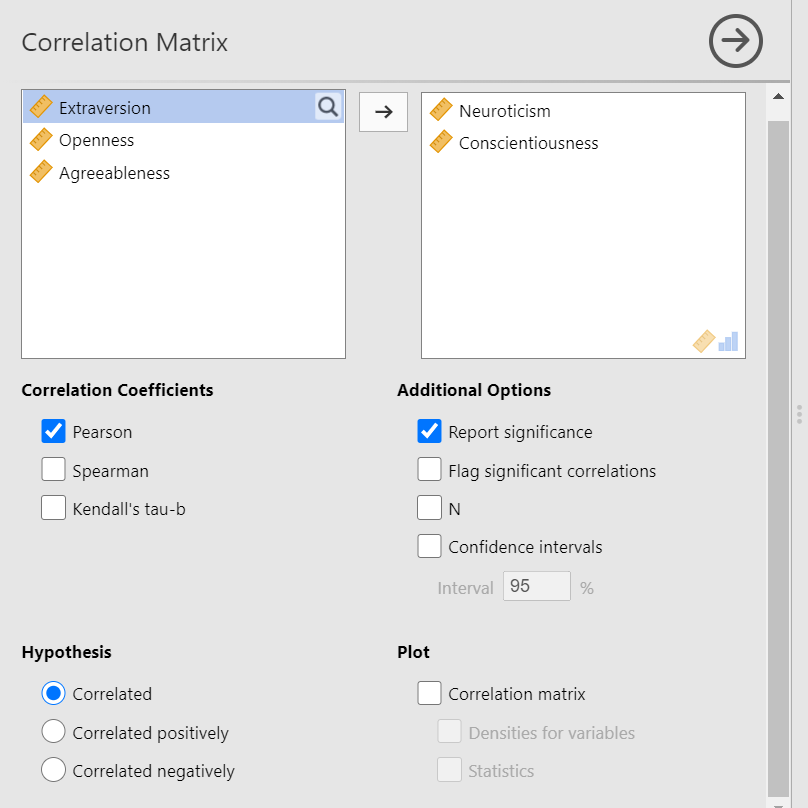 Correlation Matrix
Extraversion
Openness
Agreeableness
Neuroticism
Conscientiousness
Correlation Coefficients
Pearson
Spearman
Kendall's tau-b
Additional Options
Report significance
Flag significant correlations
N
Confidence intervals
Interval 95 %
Hypothesis
Correlated
Correlated positively
Correlated negatively
Plot
Correlation matrix
Densities for variables
Statistics